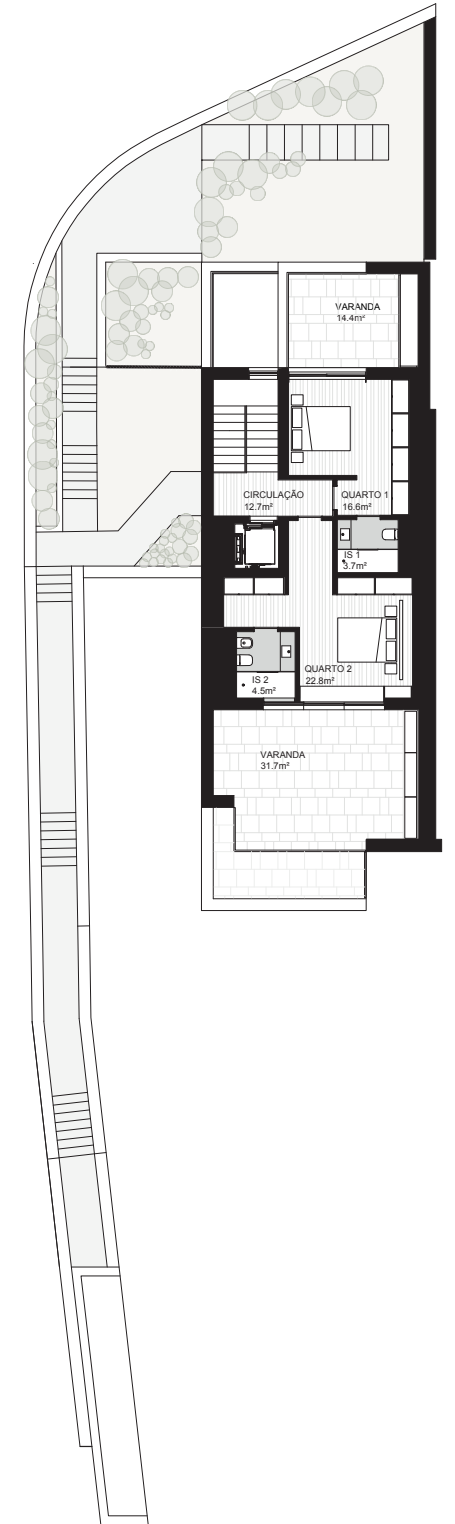 VARANDA
14.4m²
CIRCULAÇÃO
12.7m²
QUARTO 1
16.6m²
IS 1
3.7m²
QUARTO 2
22.8m²
IS 2
4.5m²
VARANDA
31.7m²